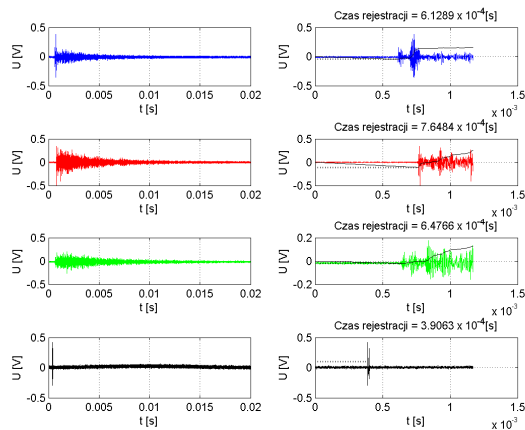 Czas rejestracji = 6.1289 x 10^-4[s]
0.5
0
-0.5
U [V]
0 0.005 0.01 0.015 0.02
t [s]
0.5
0
-0.5
U [V]
0 0.5 1 1.5
t [s]
x 10^-3
Czas rejestracji = 7.6484 x 10^-4[s]
0.5
0
-0.5
U [V]
0 0.005 0.01 0.015 0.02
t [s]
0.5
0
-0.5
U [V]
0 0.5 1 1.5
t [s]
x 10^-3
Czas rejestracji = 6.4766 x 10^-4[s]
0.5
0
-0.5
U [V]
0 0.005 0.01 0.015 0.02
t [s]
0.2
0
-0.2
U [V]
0 0.5 1 1.5
t [s]
x 10^-3
Czas rejestracji = 3.9063 x 10^-4[s]
0.5
0
-0.5
U [V]
0 0.005 0.01 0.015 0.02
t [s]
0.5
0
-0.5
U [V]
0 0.5 1 1.5
t [s]
x 10^-3